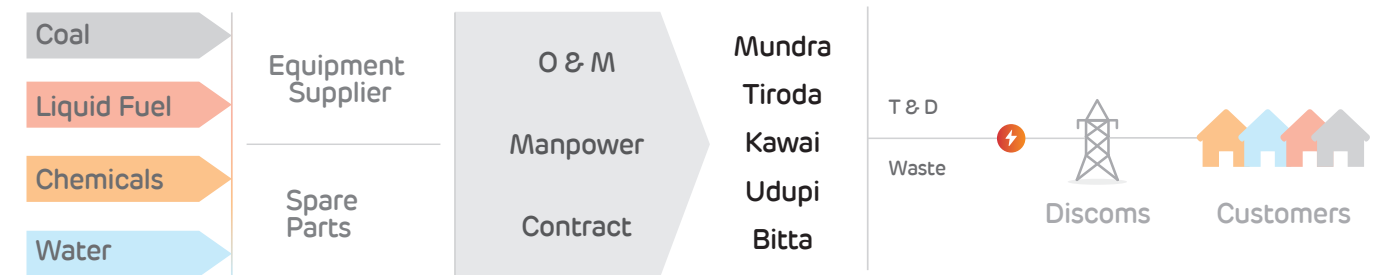 Coal
Liquid Fuel
Chemicals
Water
Equipment
Supplier
Spare
Parts
O & M
Manpower
Contract
Mundra
Tiroda
Kawai
Udupi
Bitta
T & D
Waste
Discoms
Customers